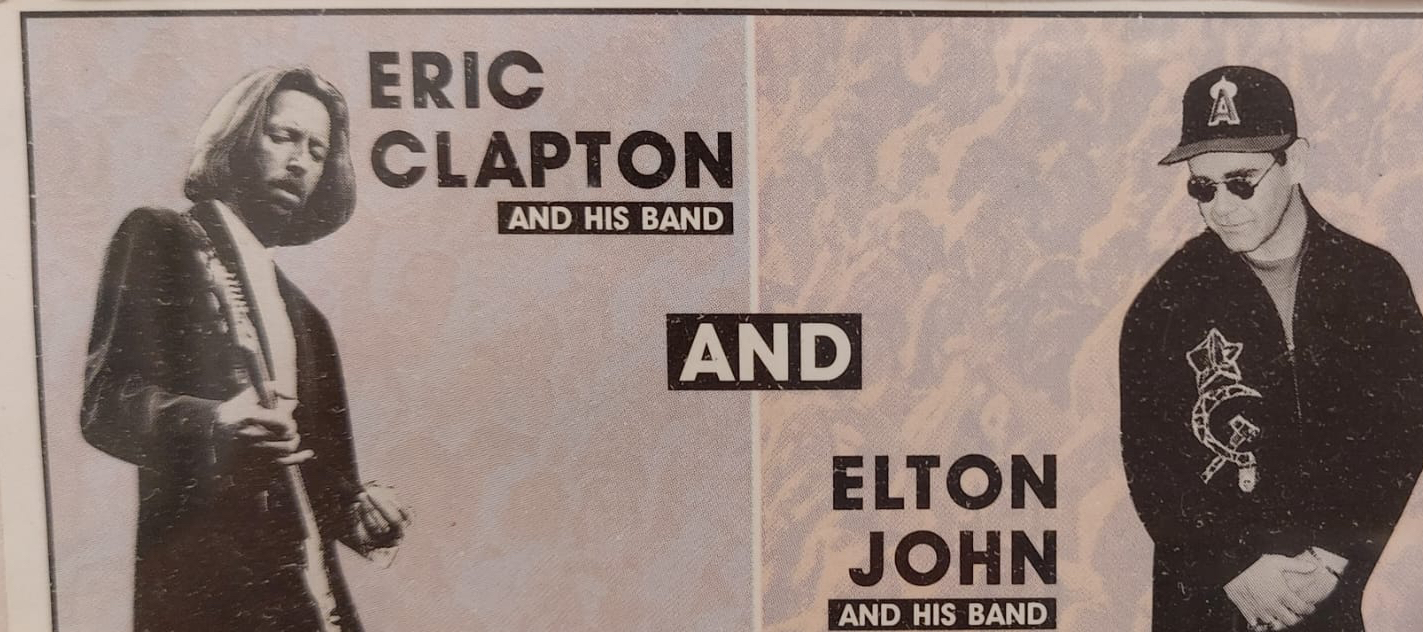 ERIC
CLAPTON
AND HIS BAND
AND
ELTON
JOHN
AND HIS BAND
A